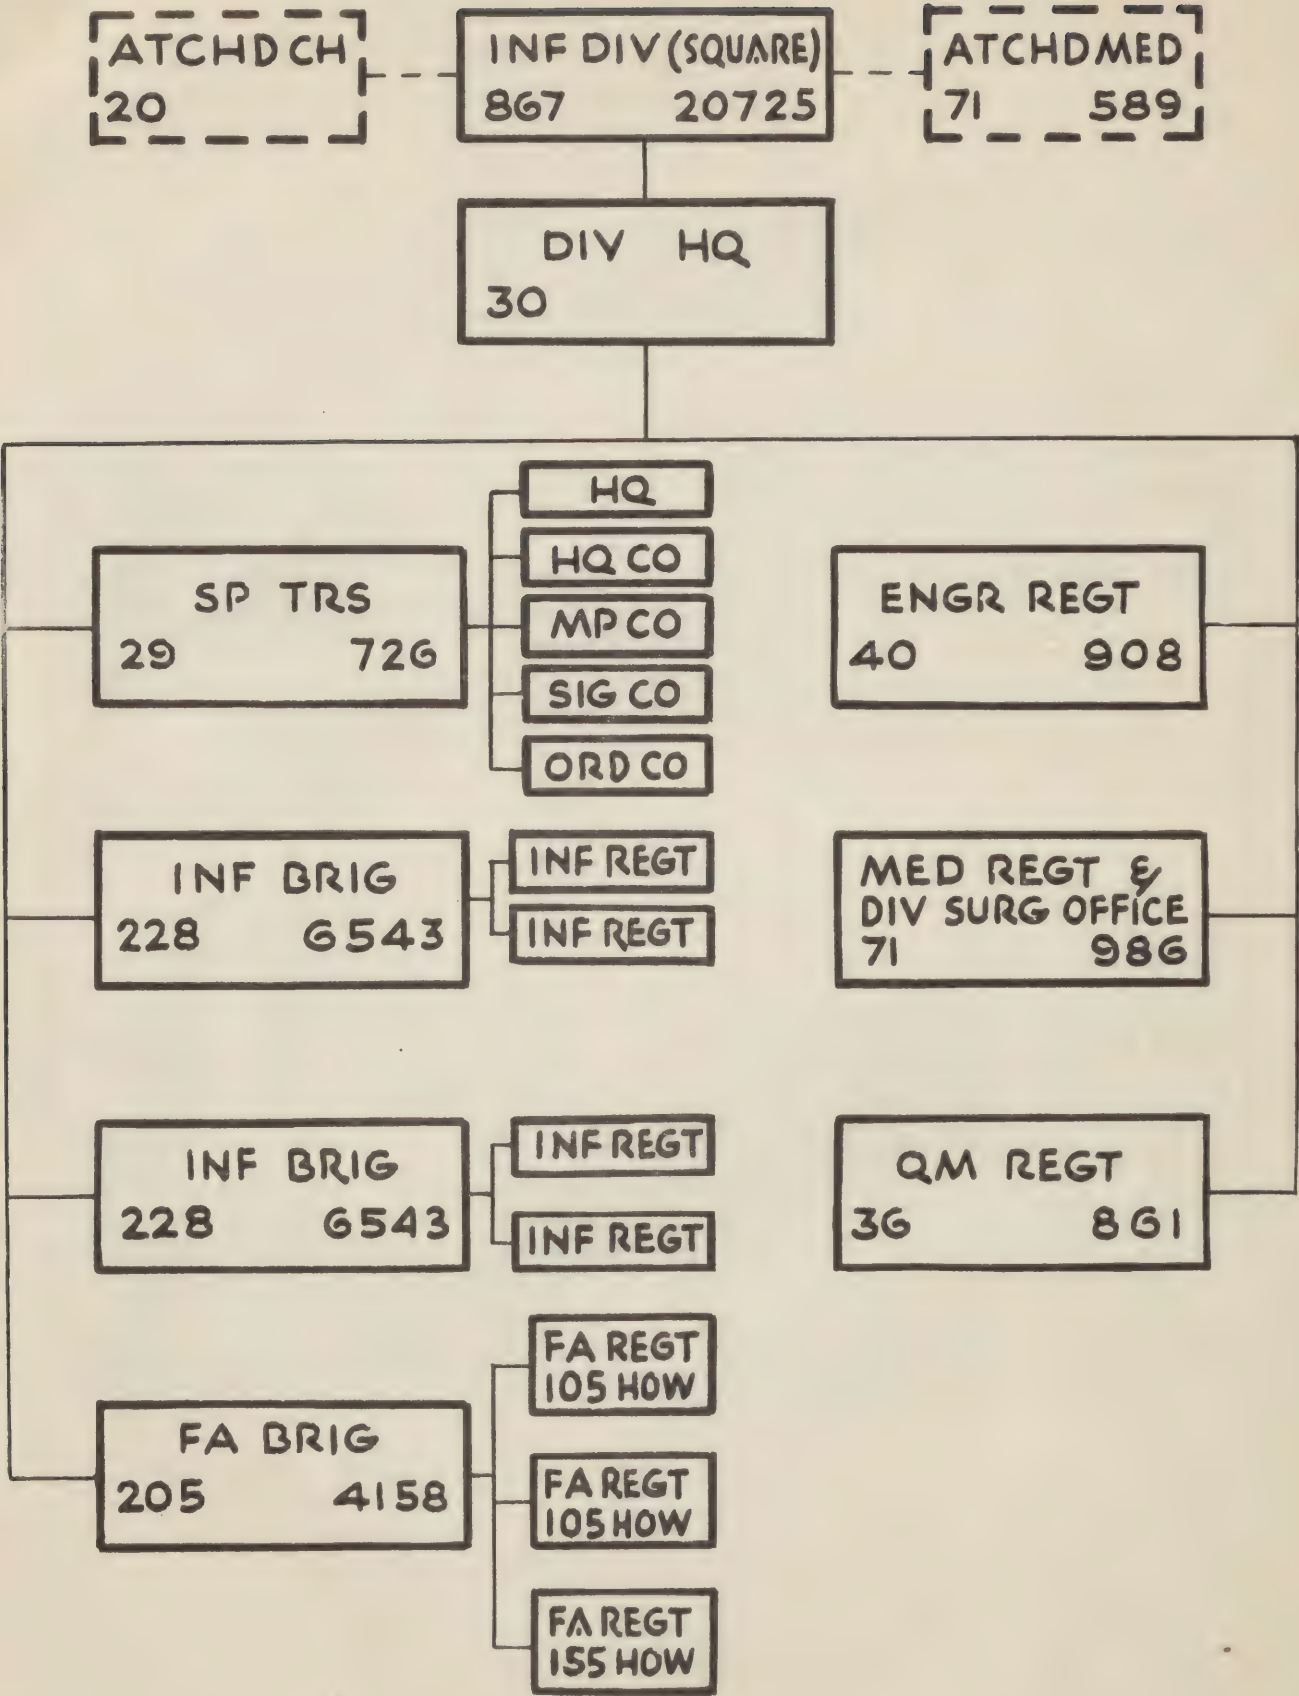 ATCHD CH
20
INF DIV (SQUARE)
867 20725
ATCHD MED
71 589
DIV HQ
30
SP TRS
29 726
HQ
HQ CO
MP CO
SIG CO
ORD CO
ENGR REGT
40 908
INF BRIG
228 6543
INF REGT
INF REGT
MED REGT &
DIV SURG OFFICE
71 986
INF BRIG
228 6543
INF REGT
INF REGT
QM REGT
36 861
FA BRIG
205 4158
FA REGT
105 HOW
FA REGT
105 HOW
FA REGT
155 HOW